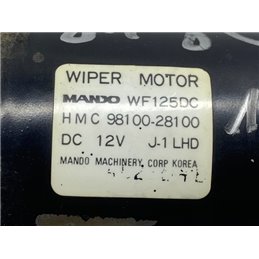 WIPER MOTOR
MANDO WF125DC
HMC 98100-28100
DC 12V J-1 LHD
MANDO MACHINERY CORP KOREA